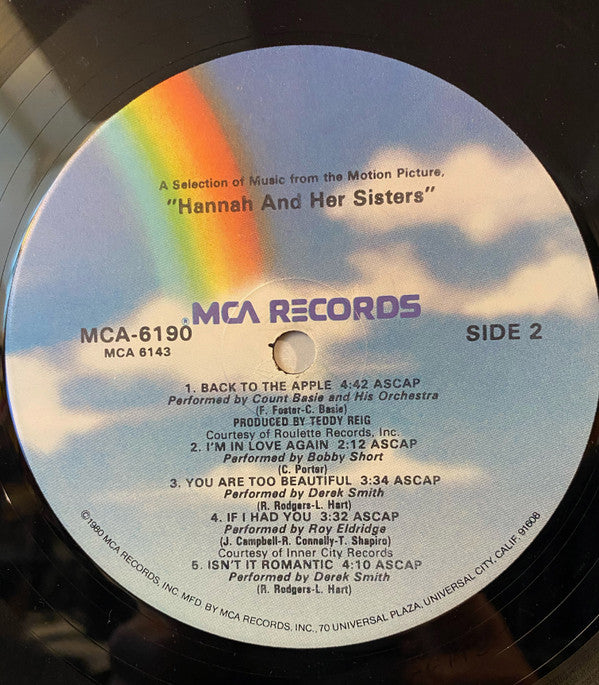 A Selection of Music from the Motion Picture,
"Hannah And Her Sisters"
MCA RECORDS
MCA-6190
MCA 6143
SIDE 2
1. BACK TO THE APPLE 4:42 ASCAP
Performed by Count Basie and His Orchestra
(F. Foster-C. Basie)
PRODUCED BY TEDDY REIG
Courtesy of Roulette Records, Inc.
2. I'M IN LOVE AGAIN 2:12 ASCAP
Performed by Bobby Short
(C. Porter)
3. YOU ARE TOO BEAUTIFUL 3:34 ASCAP
Performed by Derek Smith
(R. Rodgers-L. Hart)
4. IF I HAD YOU 3:32 ASCAP
Performed by Roy Eldridge
(J. Campbell-R. Connelly-T. Shapiro)
Courtesy of Inner City Records
5. ISN'T IT ROMANTIC 4:10 ASCAP
Performed by Derek Smith
(R. Rodgers-L. Hart)
©1980 MCA RECORDS, INC. MFD. BY MCA RECORDS, INC., 70 UNIVERSAL PLAZA, UNIVERSAL CITY, CALIF. 91608